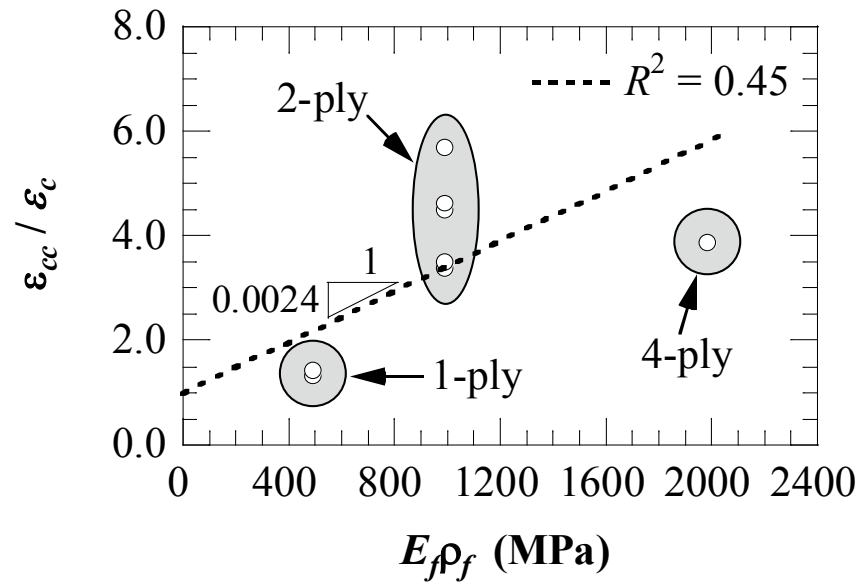 8.0
R² = 0.45
2-ply
6.0
ε_cc / ε_c
4.0
1
0.0024
2.0
1-ply
4-ply
0.0
0 400 800 1200 1600 2000 2400
E_fρ_f (MPa)